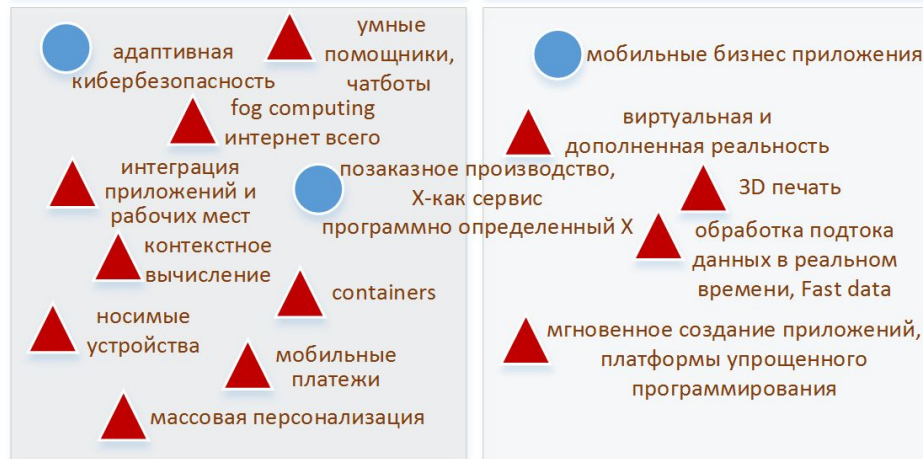 умные
помощники,
чатботы
адаптивная
кибербезопасность
fog computing
интернет всего
интеграция
приложений и
рабочих мест
позаказное производство,
X-как сервис
программно определенный X
контекстное
вычисление
containers
носимые
устройства
мобильные
платежи
массовая персонализация
мобильные бизнес приложения
виртуальная и
дополненная реальность
3D печать
обработка подтока
данных в реальном
времени, Fast data
мгновенное создание приложений,
платформы упрощенного
программирования